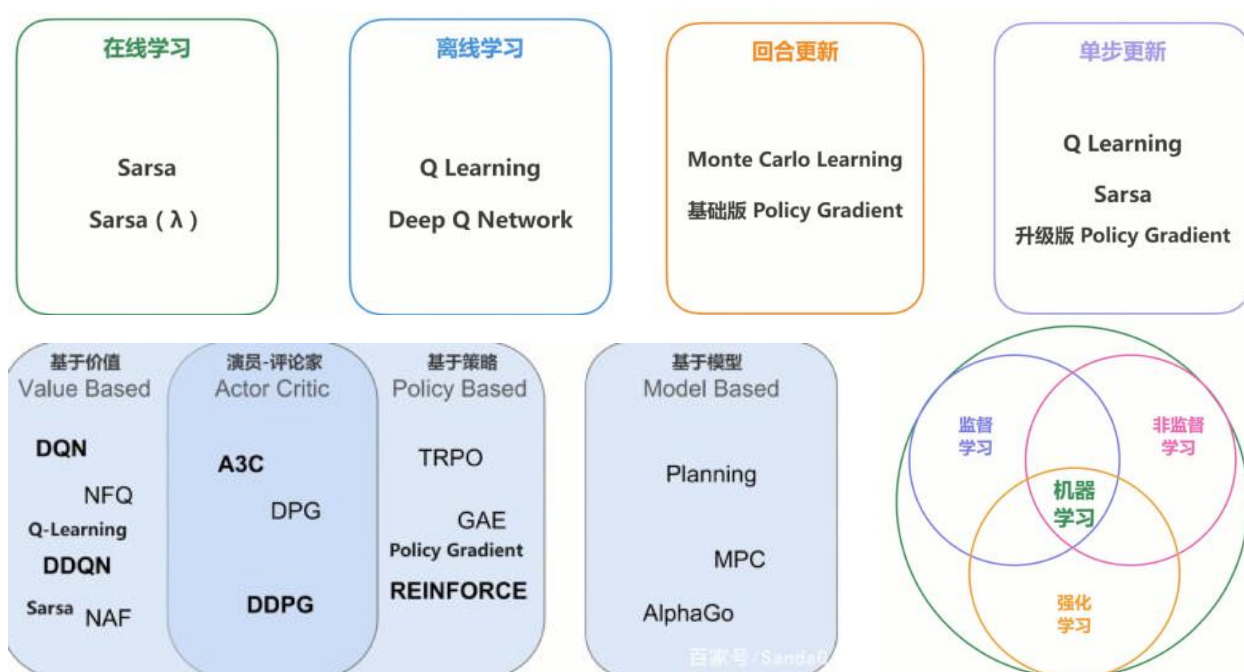 在线学习
Sarsa
Sarsa ( λ )
离线学习
Q Learning
Deep Q Network
回合更新
Monte Carlo Learning
基础版 Policy Gradient
单步更新
Q Learning
Sarsa
升级版 Policy Gradient
基于价值
Value Based
DQN
NFQ
Q-Learning
DDQN
Sarsa
NAF
演员-评论家
Actor Critic
A3C
DPG
DDPG
基于策略
Policy Based
TRPO
GAE
Policy Gradient
REINFORCE
基于模型
Model Based
Planning
MPC
AlphaGo
监督
学习
非监督
学习
机器
学习
强化
学习